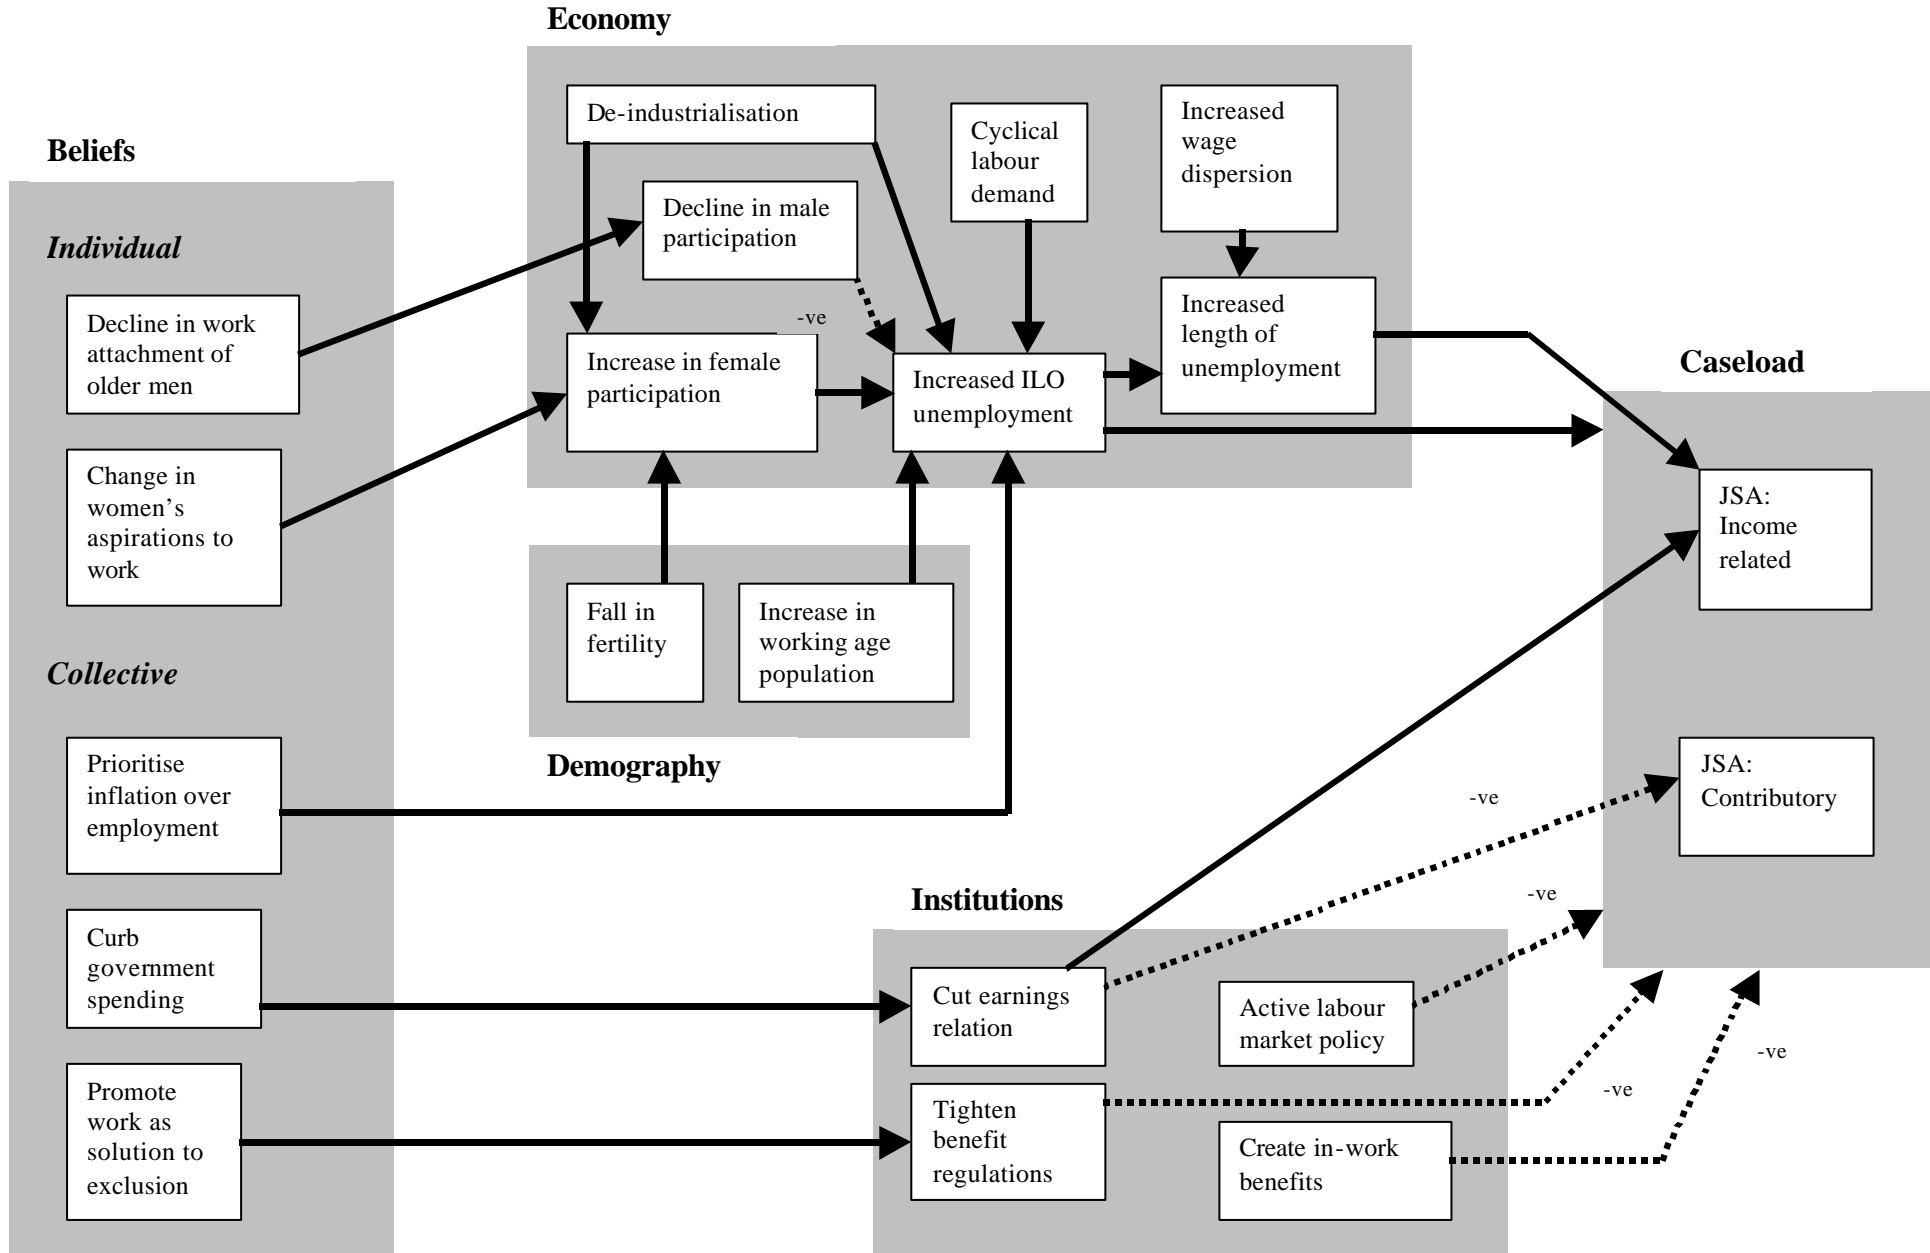 Economy
De-industrialisation
Cyclical
labour
demand
Increased
wage
dispersion
Decline in male
participation
-ve
Increase in female
participation
Increased ILO
unemployment
Increased
length of
unemployment
Beliefs
Individual
Decline in work
attachment of
older men
Change in
women’s
aspirations to
work
Collective
Prioritise
inflation over
employment
Curb
government
spending
Promote
work as
solution to
exclusion
Fall in
fertility
Increase in
working age
population
Demography
Institutions
Cut earnings
relation
Active labour
market policy
Tighten
benefit
regulations
Create in-work
benefits
Caseload
JSA:
Income
related
JSA:
Contributory
-ve
-ve
-ve
-ve